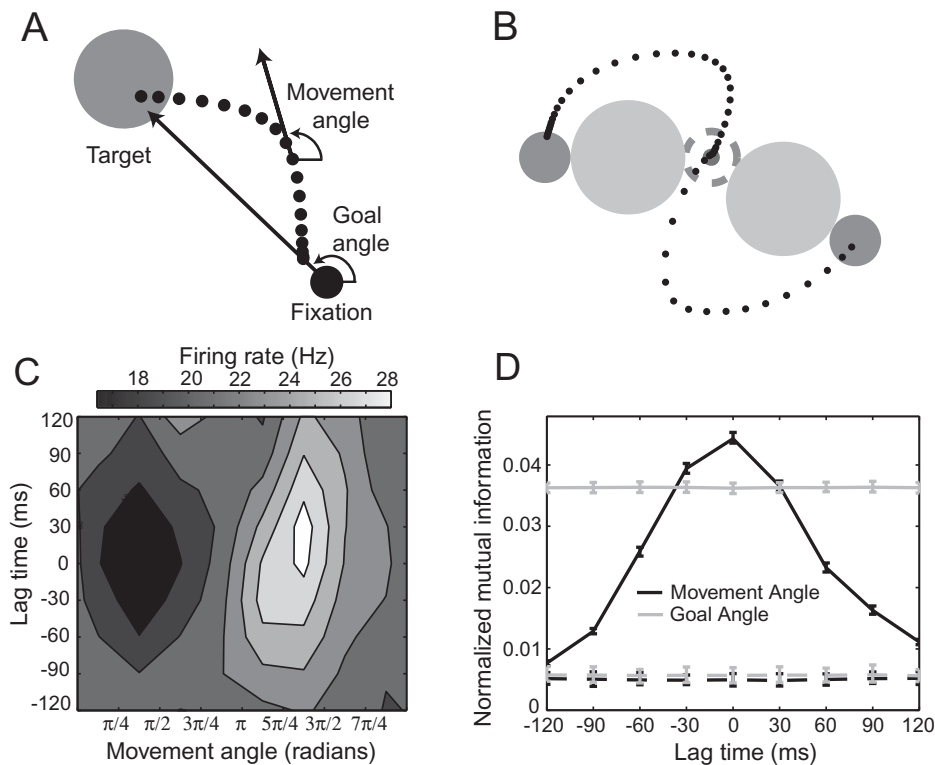 A
Movement
angle
Target
Goal
angle
Fixation
B
C
Firing rate (Hz)
18 20 22 24 26 28
120
90
60
30
0
-30
-60
-90
-120
Lag time (ms)
π/4 π/2 3π/4 π 5π/4 3π/2 7π/4
Movement angle (radians)
D
Normalized mutual information
0.04
0.03
0.02
0.01
0
Movement Angle
Goal Angle
-120 -90 -60 -30 0 30 60 90 120
Lag time (ms)